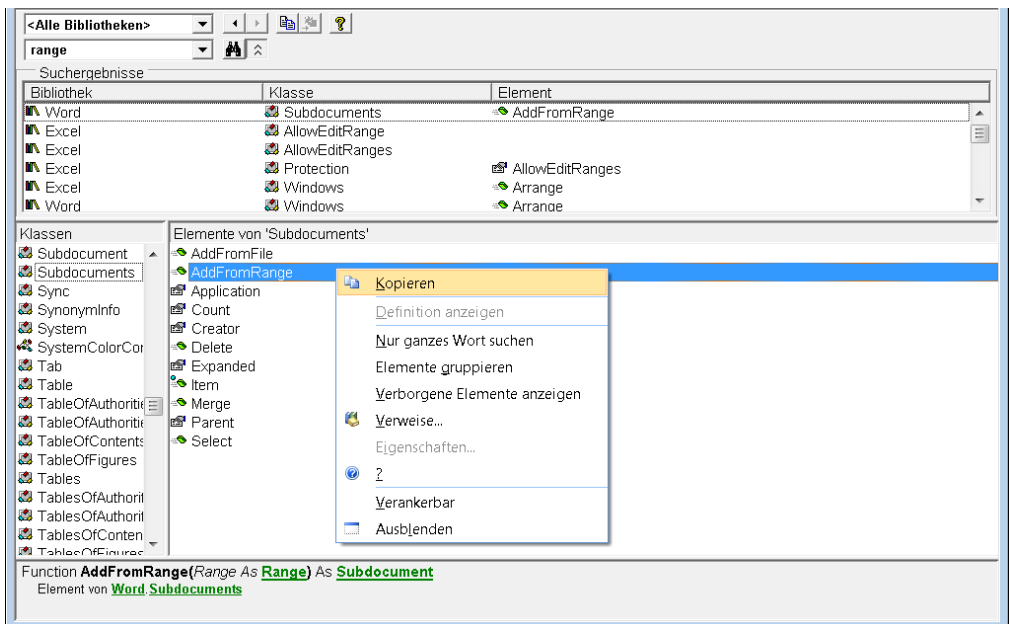 <Alle Bibliotheken>
range
Suchergebnisse
Bibliothek Klasse Element
Word Subdocuments AddFromRange
Excel AllowEditRange
Excel AllowEditRanges
Excel Protection AllowEditRanges
Excel Windows Arrange
Word Windows Arrange
Klassen Elemente von 'Subdocuments'
Subdocument AddFromFile
Subdocuments AddFromRange
Sync Application
SynonymInfo Count
System Creator
SystemColorCor Delete
Tab Expanded
Table Item
TableOfAuthoritie Merge
TableOfAuthoritie Parent
TableOfContents Select
TableOfFigures
Tables
TablesOfAuthorit
TablesOfAuthorit
TablesOfConten
TablesOfFigures
Kopieren
Definition anzeigen
Nur ganzes Wort suchen
Elemente gruppieren
Verborgene Elemente anzeigen
Verweise...
Eigenschaften...
?
Verankerbar
Ausblenden
Function AddFromRange(Range As Range) As Subdocument
Element von Word.Subdocuments